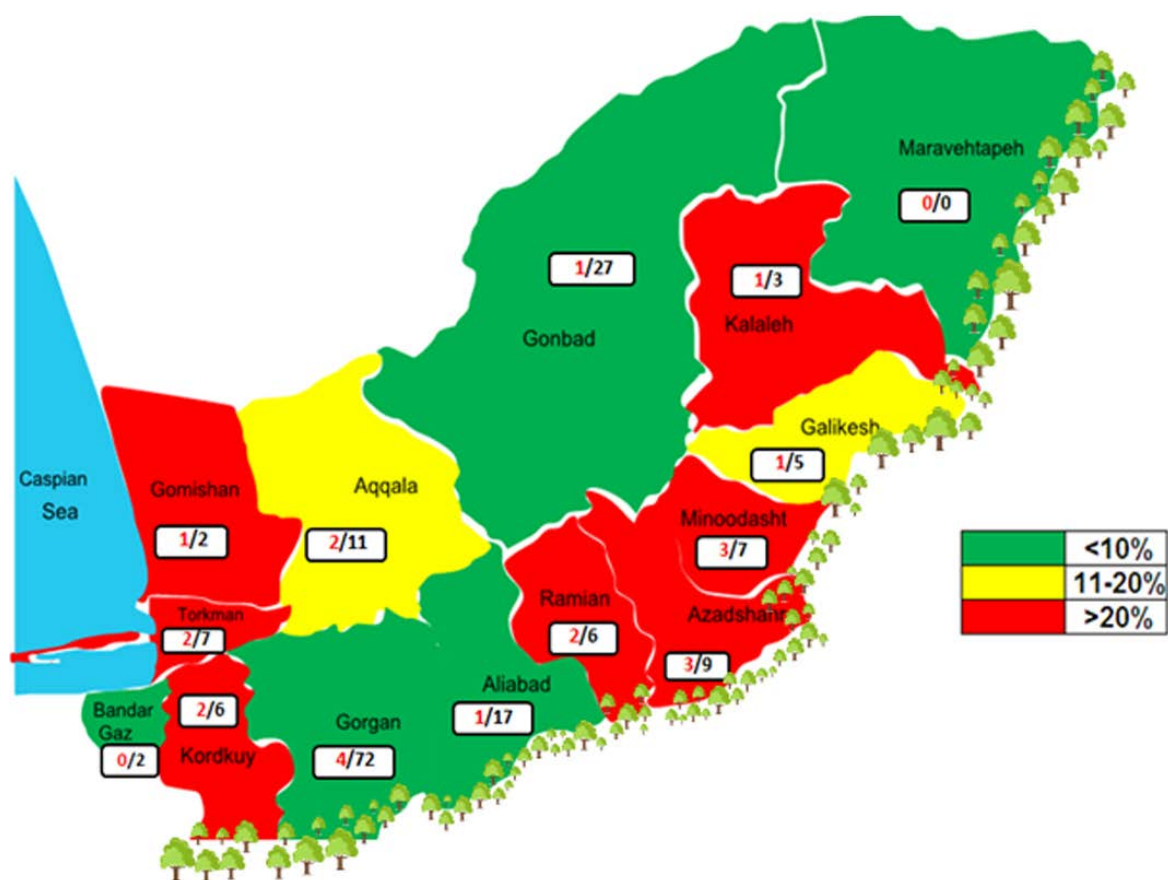 Maravehtapeh
0/0
1/27
1/3
Kalaleh
Gonbad
Galikesh
1/5
Caspian
Sea
Gomishan
1/2
Aqqala
2/11
Minoodasht
3/7
<10%
11-20%
>20%
Ramian
2/6
Azadshahr
3/9
Torkman
2/7
Aliabad
1/17
Bandar
Gaz
0/2
2/6
Kordkuy
Gorgan
4/72